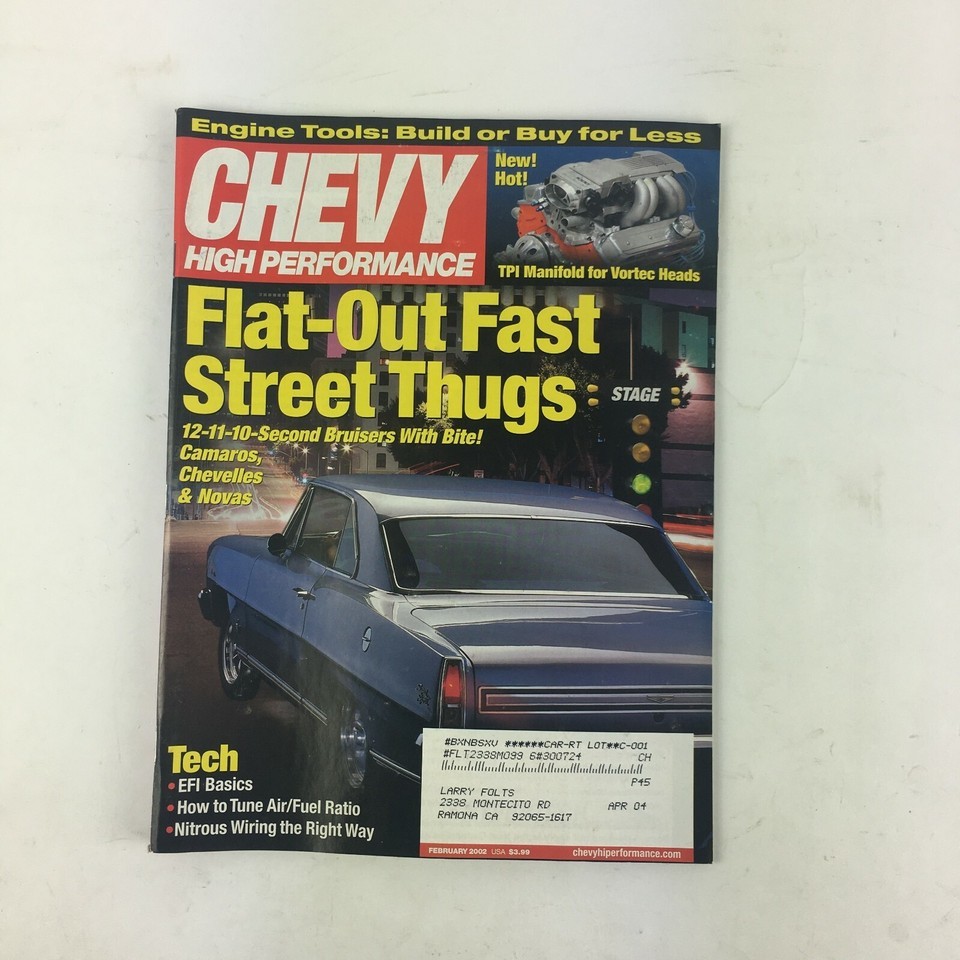 Engine Tools: Build or Buy for Less
CHEVY
HIGH PERFORMANCE
New!
Hot!
TPI Manifold for Vortec Heads
Flat-Out Fast
Street Thugs
12-11-10-Second Bruisers With Bite!
Camaros,
Chevelles
& Novas
STAGE
Tech
• EFI Basics
• How to Tune Air/Fuel Ratio
• Nitrous Wiring the Right Way
#BXNBSXV ******CAR-RT LOT**C-001
#FLT2338M099 6#300724 CH
P45
LARRY FOLTS
2338 MONTECITO RD APR 04
RAMONA CA 92065-1617
FEBRUARY 2002 USA $3.99 chevyhiperformance.com